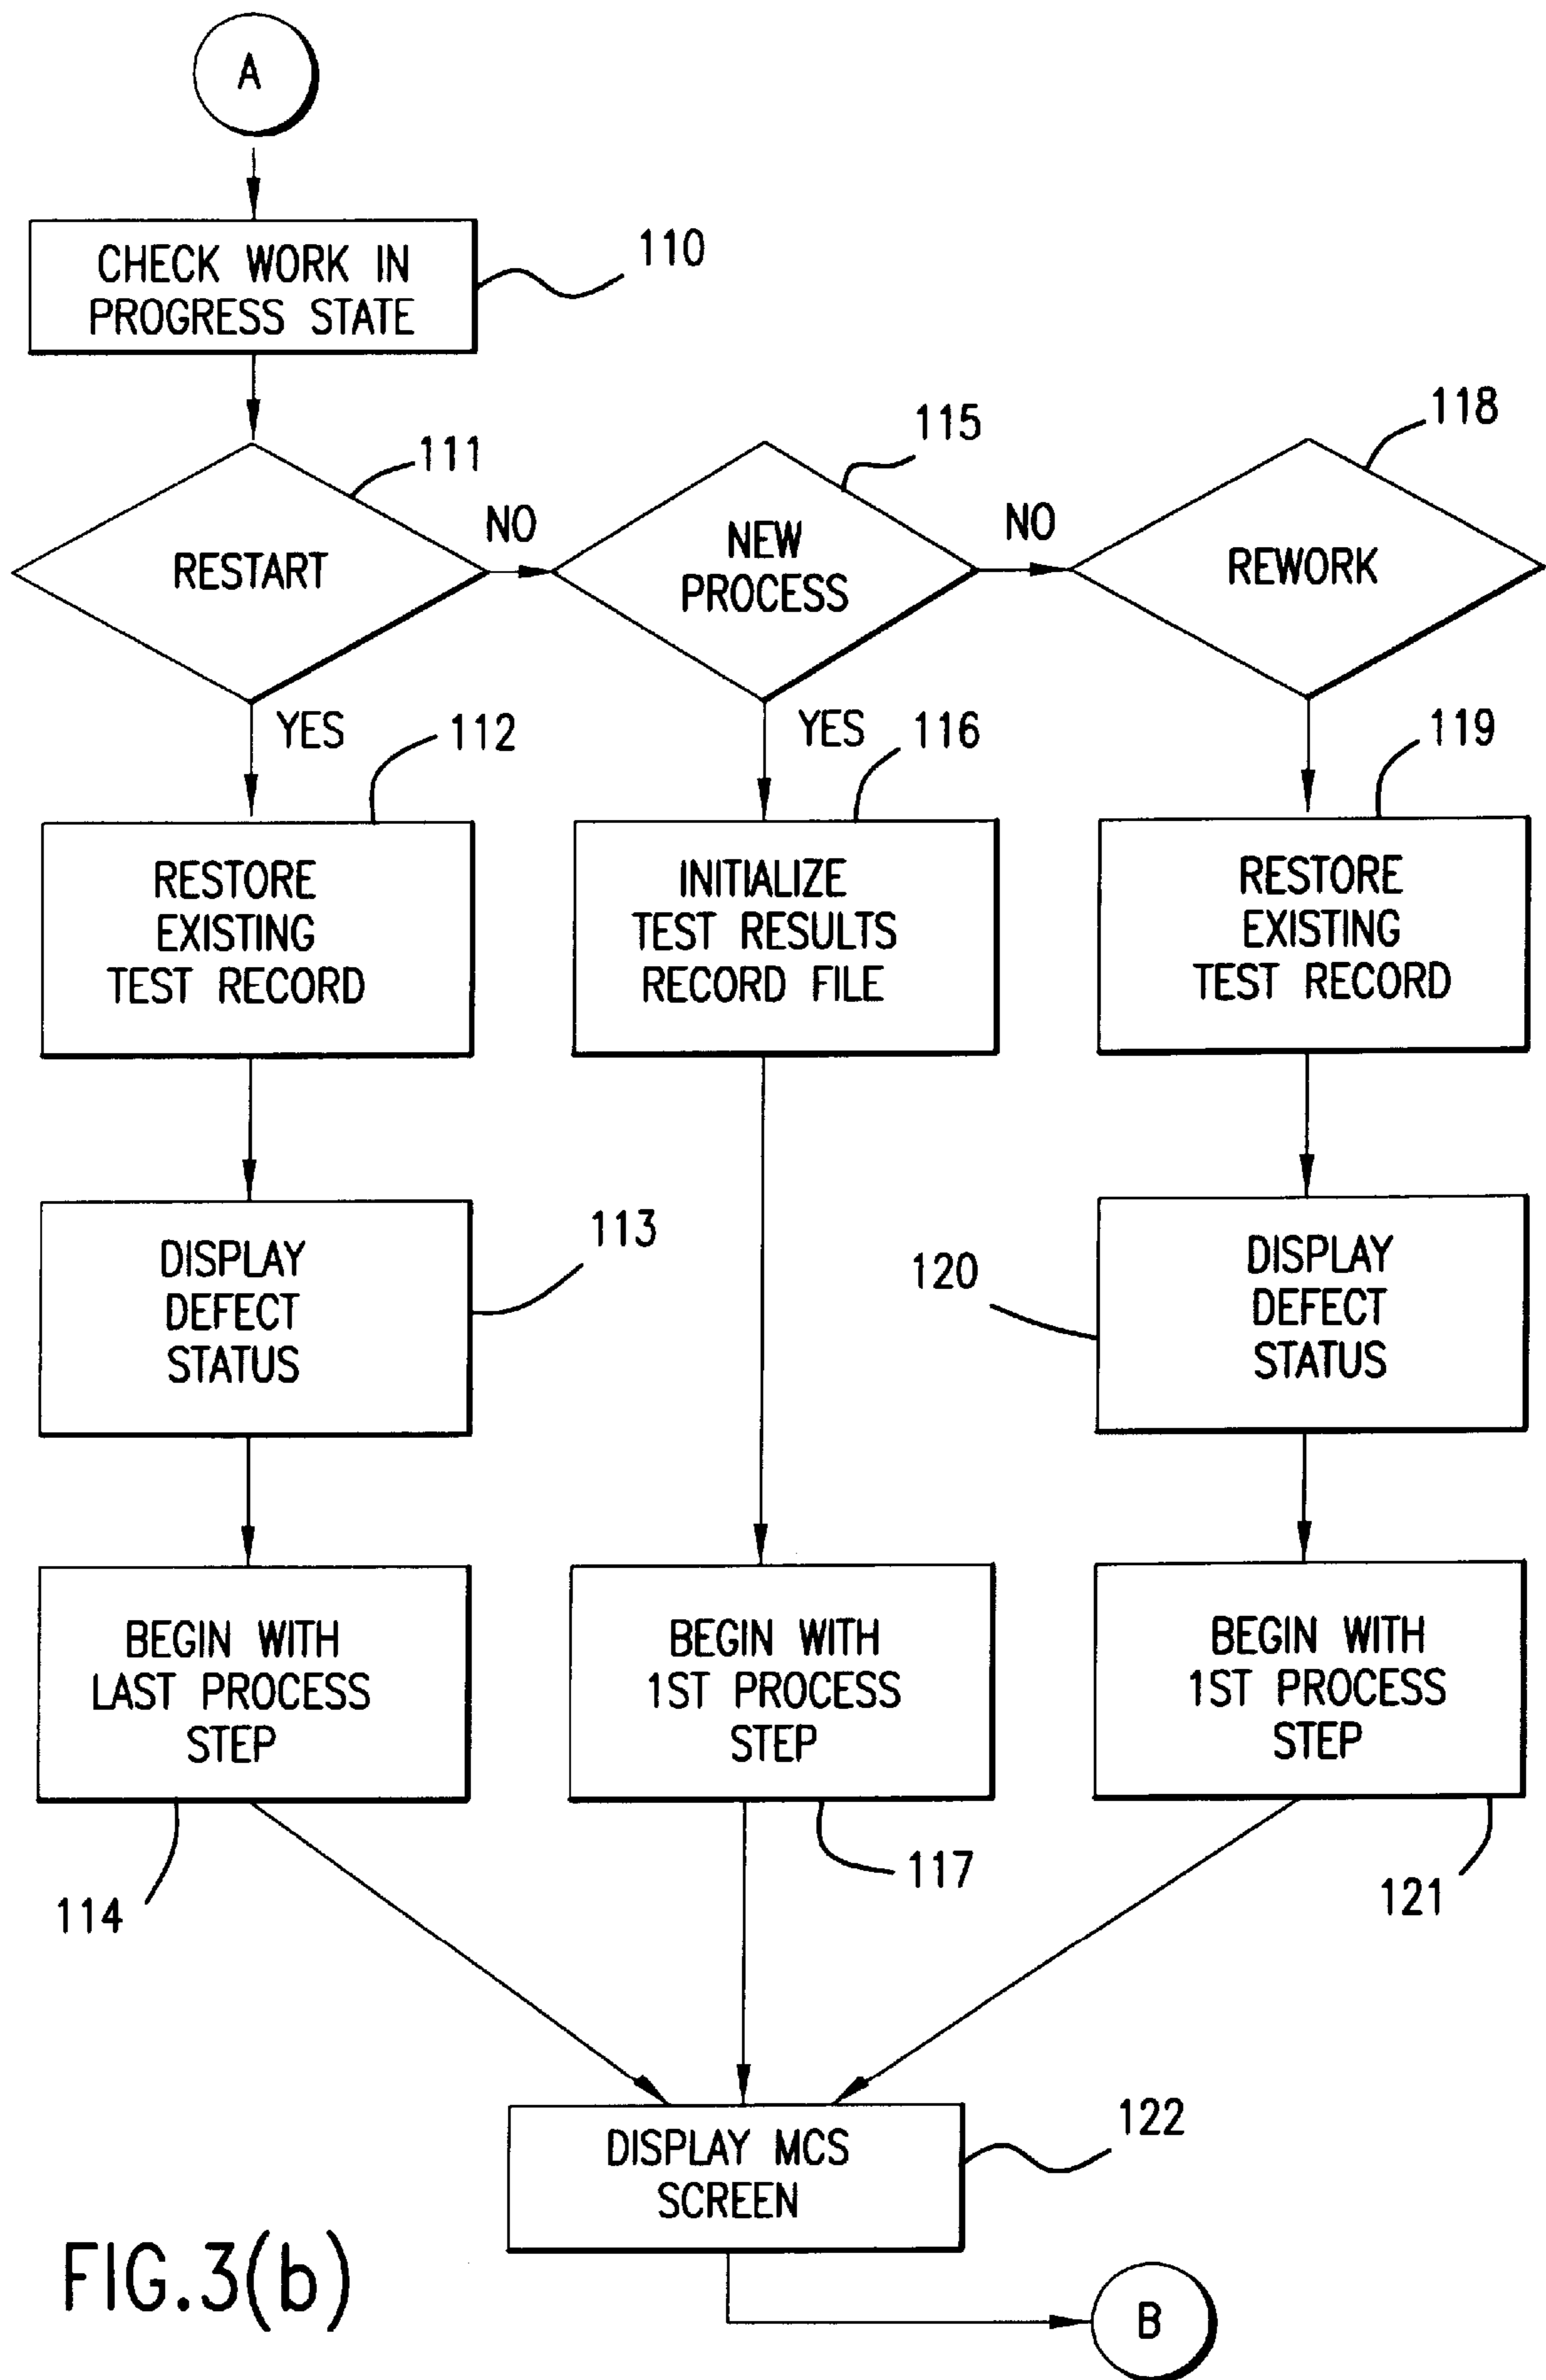 A
CHECK WORK IN
PROGRESS STATE
110
RESTART
111
NO
NEW
PROCESS
115
NO
REWORK
118
YES
112
YES
116
119
RESTORE
EXISTING
TEST RECORD
INITIALIZE
TEST RESULTS
RECORD FILE
RESTORE
EXISTING
TEST RECORD
DISPLAY
DEFECT
STATUS
113
120
DISPLAY
DEFECT
STATUS
BEGIN WITH
LAST PROCESS
STEP
BEGIN WITH
1ST PROCESS
STEP
BEGIN WITH
1ST PROCESS
STEP
114
117
121
DISPLAY MCS
SCREEN
122
FIG.3(b)
B